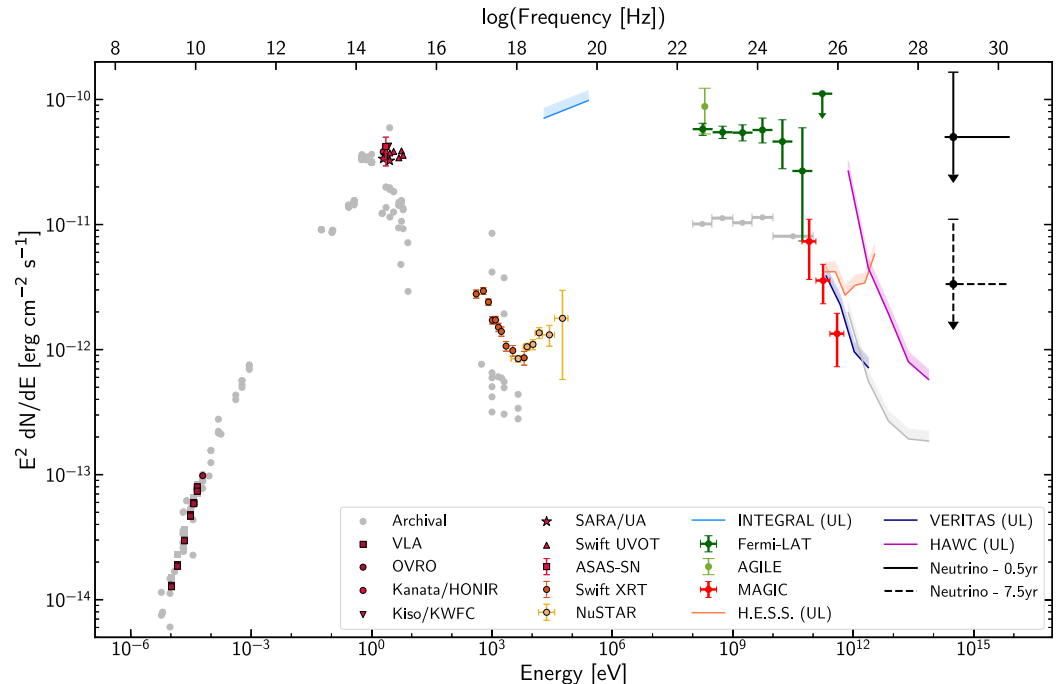 log(Frequency [Hz])
8 10 12 14 16 18 20 22 24 26 28 30
E² dN/dE [erg cm⁻² s⁻¹]
10⁻¹⁰
10⁻¹¹
10⁻¹²
10⁻¹³
10⁻¹⁴
Archival
VLA
OVRO
Kanata/HONIR
Kiso/KWFC
SARA/UA
Swift UVOT
ASAS-SN
Swift XRT
NuSTAR
INTEGRAL (UL)
Fermi-LAT
AGILE
MAGIC
H.E.S.S. (UL)
VERITAS (UL)
HAWC (UL)
Neutrino - 0.5yr
Neutrino - 7.5yr
10⁻⁶ 10⁻³ 10⁰ 10³ 10⁶ 10⁹ 10¹² 10¹⁵
Energy [eV]